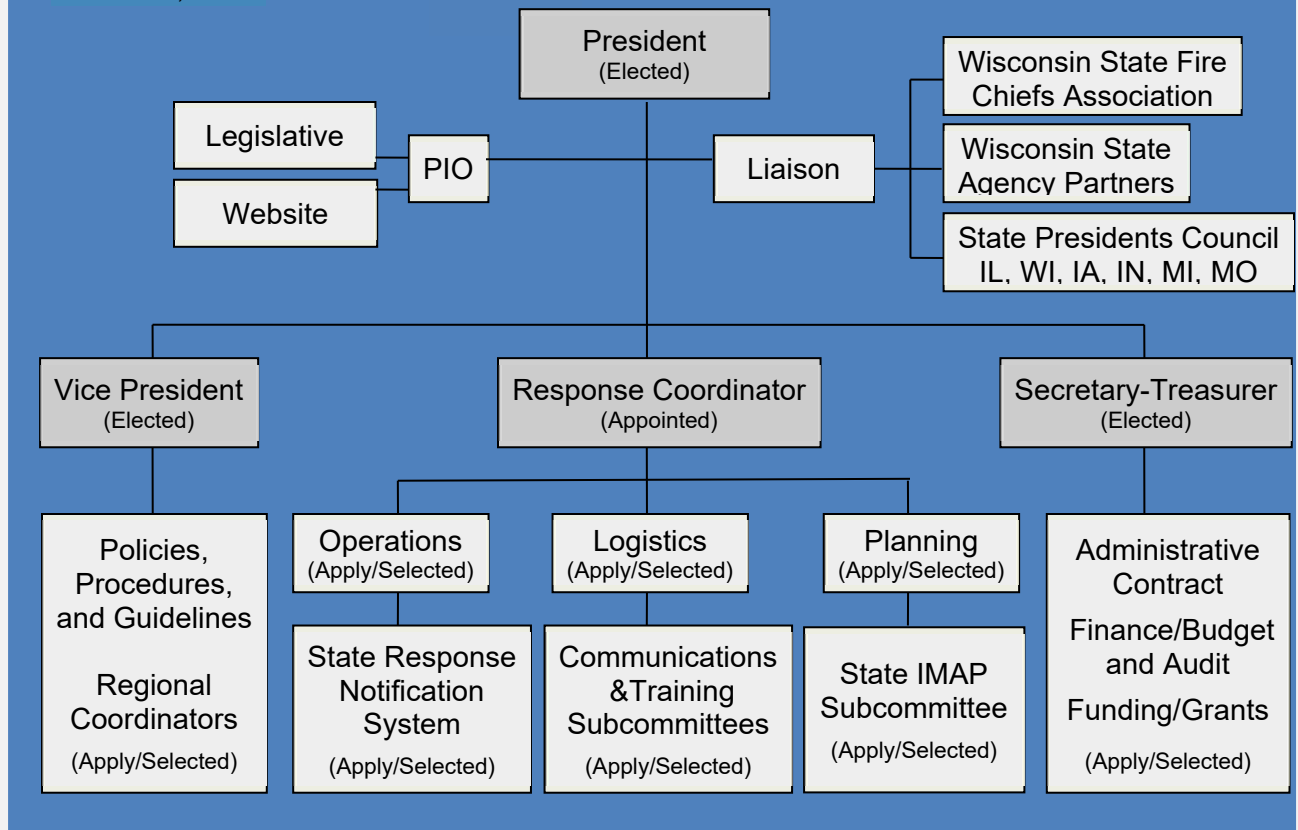 President
(Elected)
Wisconsin State Fire
Chiefs Association
Legislative
PIO
Liaison
Wisconsin State
Agency Partners
Website
State Presidents Council
IL, WI, IA, IN, MI, MO
Vice President
(Elected)
Response Coordinator
(Appointed)
Secretary-Treasurer
(Elected)
Policies,
Procedures,
and Guidelines
Regional
Coordinators
(Apply/Selected)
Operations
(Apply/Selected)
State Response
Notification
System
(Apply/Selected)
Logistics
(Apply/Selected)
Communications
&Training
Subcommittees
(Apply/Selected)
Planning
(Apply/Selected)
State IMAP
Subcommittee
(Apply/Selected)
Administrative
Contract
Finance/Budget
and Audit
Funding/Grants
(Apply/Selected)